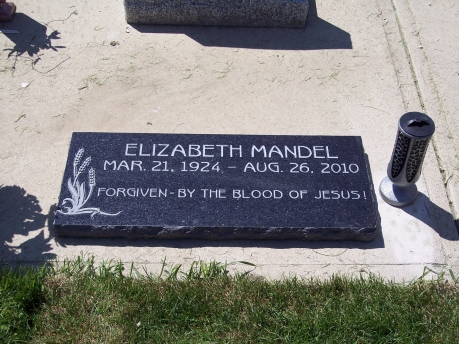 ELIZABETH MANDEL
MAR. 21, 1924 – AUG. 26, 2010
FORGIVEN - BY THE BLOOD OF JESUS!